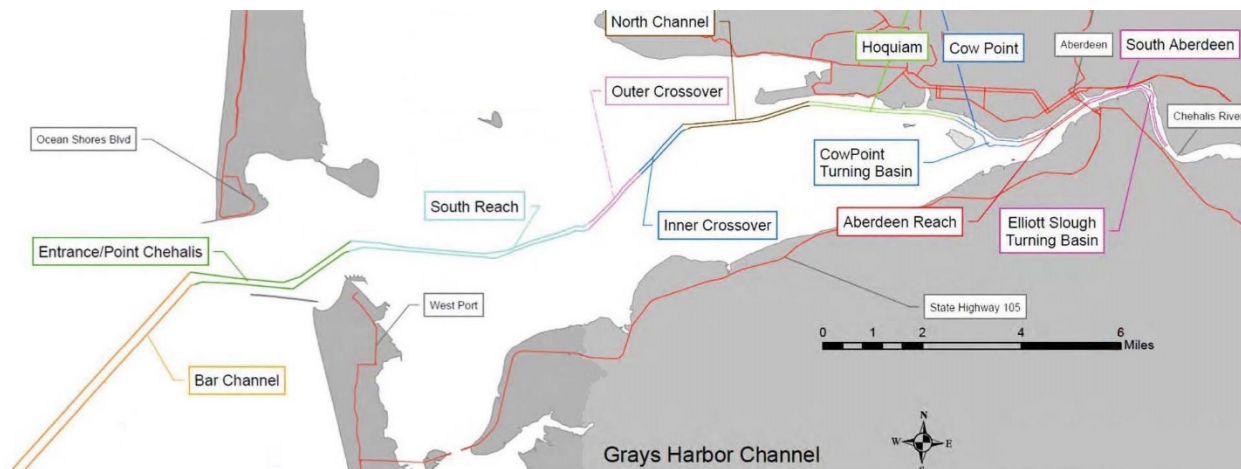 North Channel
Hoquiam
Cow Point
Aberdeen
South Aberdeen
Outer Crossover
Ocean Shores Blvd
Chehalis River
CowPoint
Turning Basin
South Reach
Inner Crossover
Aberdeen Reach
Elliott Slough
Turning Basin
Entrance/Point Chehalis
West Port
State Highway 105
0 1 2 4 6
Miles
Bar Channel
N
W E
S
Grays Harbor Channel